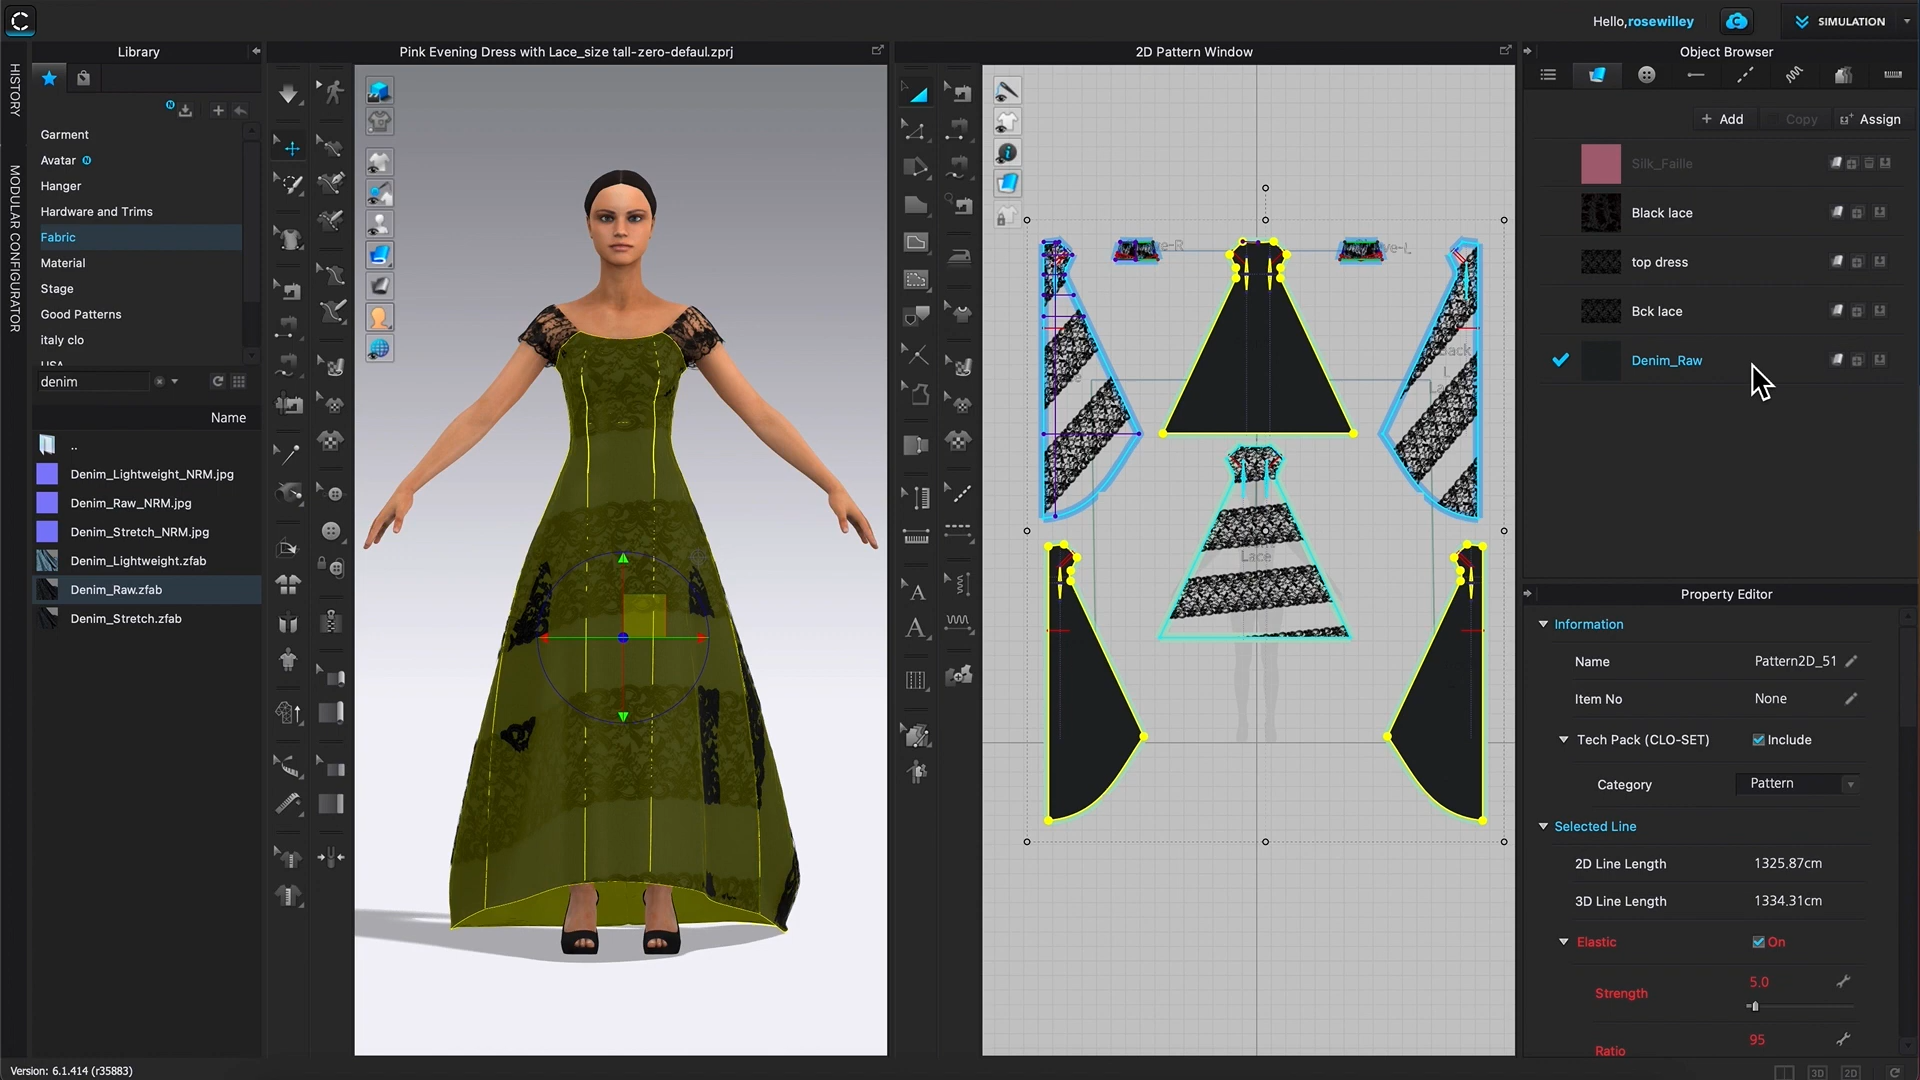 Hello,rosewilley
SIMULATION
Library
Pink Evening Dress with Lace_size tall-zero-defaul.zprj
2D Pattern Window
Object Browser
HISTORY
MODULAR CONFIGURATOR
Garment
Avatar N
Hanger
Hardware and Trims
Fabric
Material
Stage
Good Patterns
italy clo
USA
denim
Name
..
Denim_Lightweight_NRM.jpg
Denim_Raw_NRM.jpg
Denim_Stretch_NRM.jpg
Denim_Lightweight.zfab
Denim_Raw.zfab
Denim_Stretch.zfab
Lace
+ Add
Copy
Assign
Silk_Faille
Black lace
top dress
Bck lace
Denim_Raw
Property Editor
Information
Name
Pattern2D_51
Item No
None
Tech Pack (CLO-SET)
Include
Category
Pattern
Selected Line
2D Line Length
1325.87cm
3D Line Length
1334.31cm
Elastic
On
Strength
5.0
Ratio
95
Version: 6.1.414 (r35883)
3D
2D